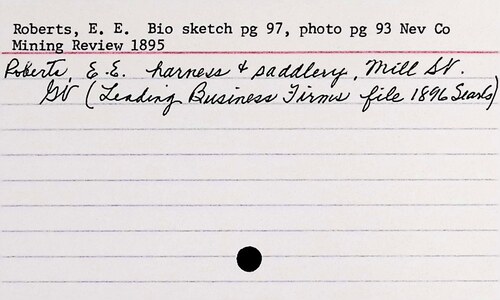 Roberts, E. E.  Bio sketch pg 97, photo pg 93 Nev Co
Mining Review 1895
Roberts, E.E. harness & saddlery, Mill St.
GV (Leading Business Firms file 1896 Searls)